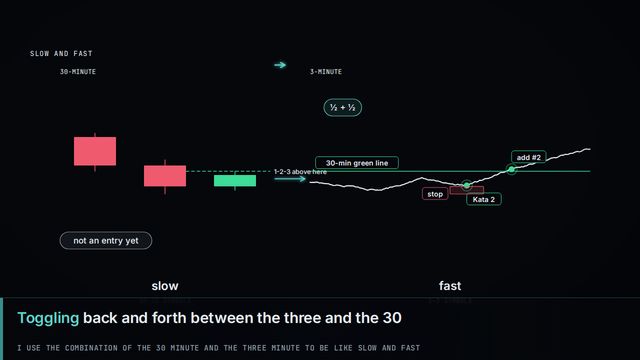 SLOW AND FAST
30-MINUTE
3-MINUTE
½ + ½
30-min green line
add #2
1-2-3 above here
stop
Kata 2
not an entry yet
slow
fast
Toggling back and forth between the three and the 30
I USE THE COMBINATION OF THE 30 MINUTE AND THE THREE MINUTE TO BE LIKE SLOW AND FAST